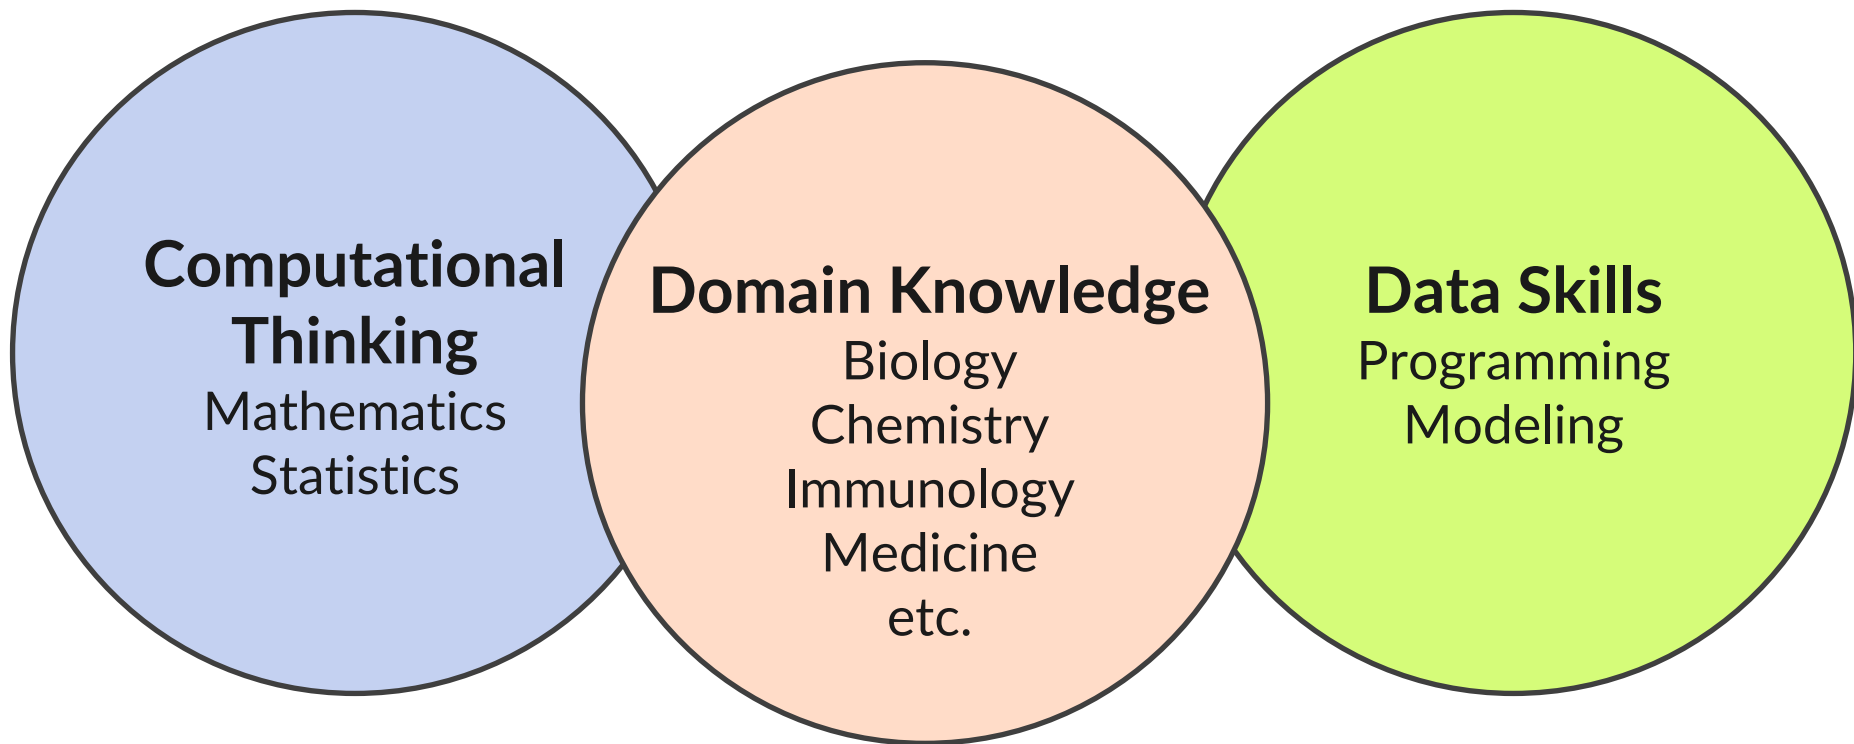 Computational
Thinking
Mathematics
Statistics
Domain Knowledge
Biology
Chemistry
Immunology
Medicine
etc.
Data Skills
Programming
Modeling